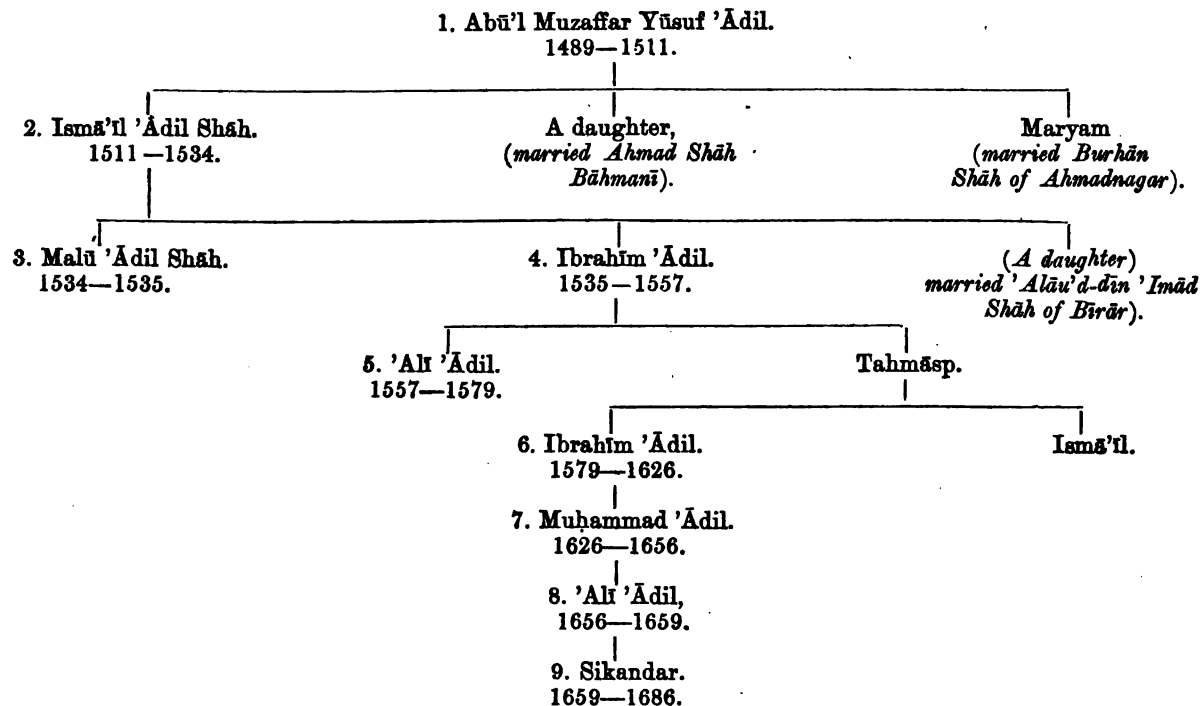 1. Abū’l Muzaffar Yūsuf ’Ādil.
1489—1511.
2. Ismā’īl ’Ādil Shāh.
1511—1534.
A daughter,
(married Ahmad Shāh
Bāhmanī).
Maryam
(married Burhān
Shāh of Ahmadnagar).
3. Malū ’Ādil Shāh.
1534—1535.
4. Ibrahīm ’Ādil.
1535—1557.
(A daughter)
married ’Alāu’d-dīn ’Imād
Shāh of Bīrār).
5. ’Alī ’Ādil.
1557—1579.
Tahmāsp.
6. Ibrahīm ’Ādil.
1579—1626.
Ismā’īl.
7. Muḥammad ’Ādil.
1626—1656.
8. ’Alī ’Ādil,
1656—1659.
9. Sikandar.
1659—1686.